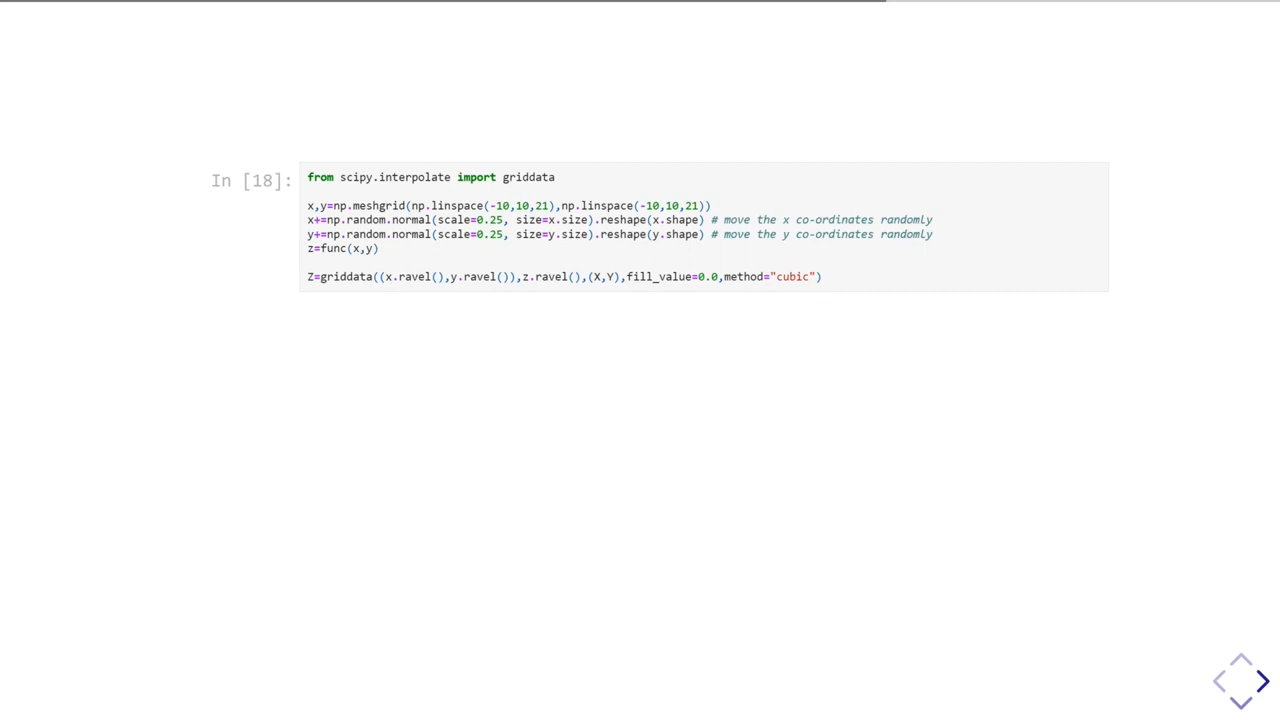 In [18]:
from scipy.interpolate import griddata
x,y=np.meshgrid(np.linspace(-10,10,21),np.linspace(-10,10,21))
x+=np.random.normal(scale=0.25, size=x.size).reshape(x.shape) # move the x co-ordinates randomly
y+=np.random.normal(scale=0.25, size=y.size).reshape(y.shape) # move the y co-ordinates randomly
z=func(x,y)
Z=griddata((x.ravel(),y.ravel()),z.ravel(),(X,Y),fill_value=0.0,method="cubic")